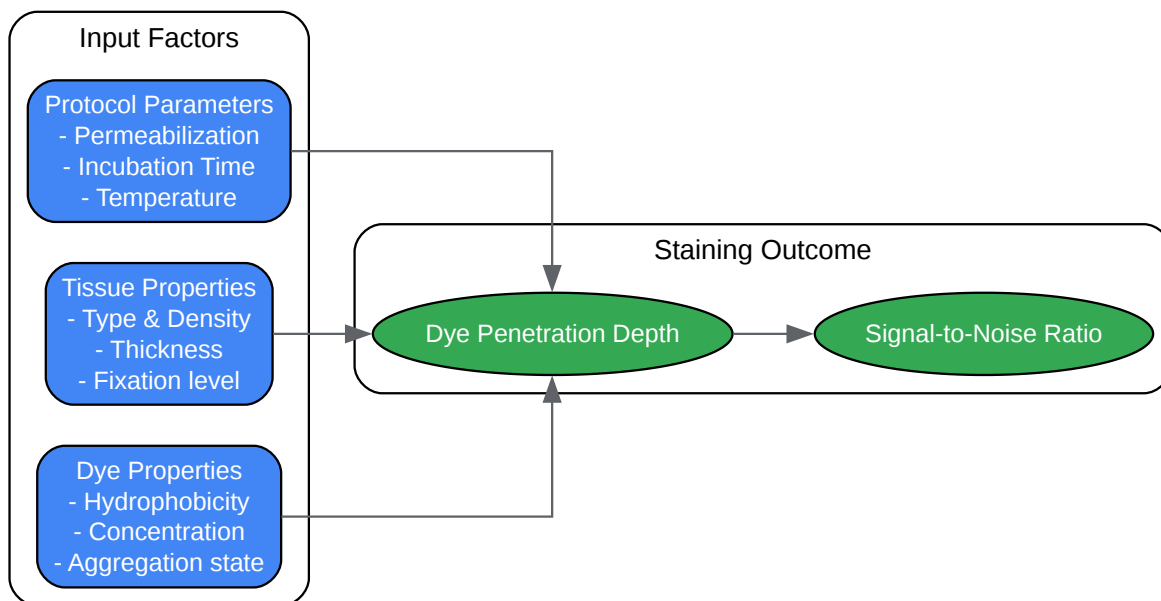 Input Factors
Protocol Parameters
- Permeabilization
- Incubation Time
- Temperature
Tissue Properties
- Type & Density
- Thickness
- Fixation level
Dye Properties
- Hydrophobicity
- Concentration
- Aggregation state
Staining Outcome
Dye Penetration Depth
Signal-to-Noise Ratio